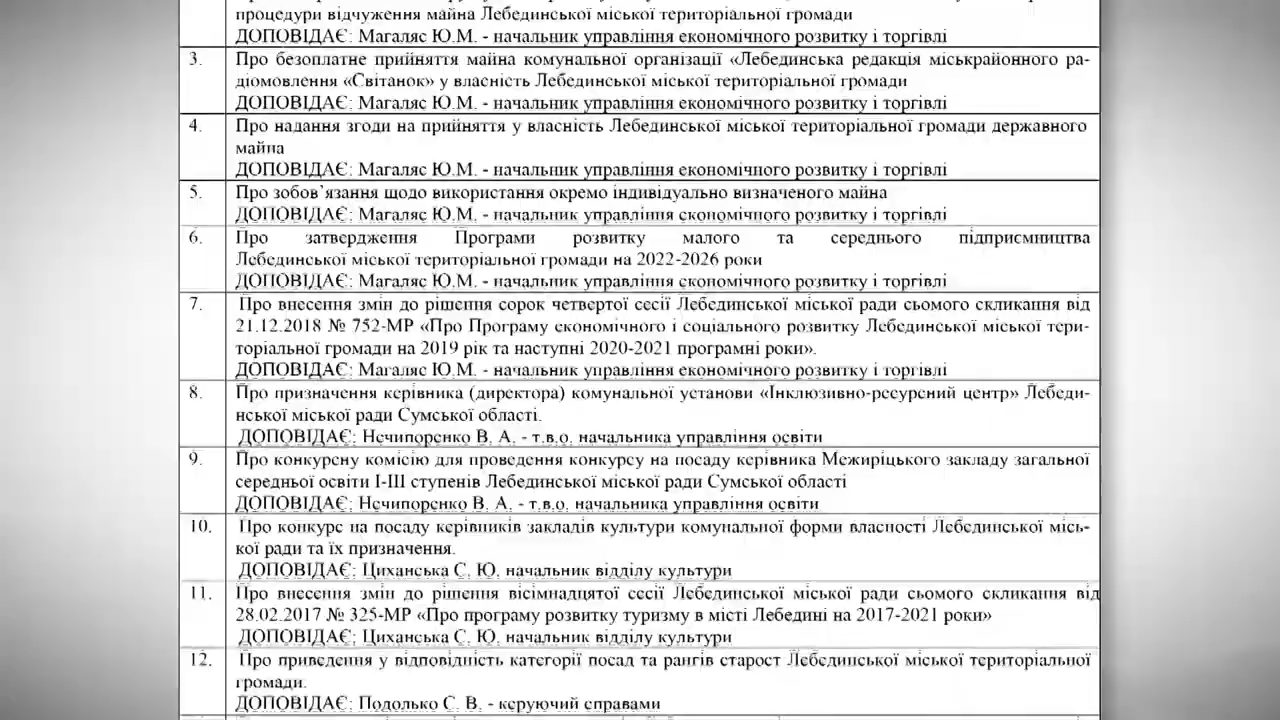 процедури відчуження майна Лебединської міської територіальної громади
ДОПОВІДАЄ: Магаляс Ю.М. - начальник управління економічного розвитку і торгівлі
3. Про безоплатне прийняття майна комунальної організації «Лебединська редакція міськрайонного ра-
діомовлення «Світанок» у власність Лебединської міської територіальної громади
ДОПОВІДАЄ: Магаляс Ю.М. - начальник управління економічного розвитку і торгівлі
4. Про надання згоди на прийняття у власність Лебединської міської територіальної громади державного
майна
ДОПОВІДАЄ: Магаляс Ю.М. - начальник управління економічного розвитку і торгівлі
5. Про зобов’язання щодо використання окремо індивідуально визначеного майна
ДОПОВІДАЄ: Магаляс Ю.М. - начальник управління економічного розвитку і торгівлі
6. Про затвердження Програми розвитку малого та середнього підприємництва
Лебединської міської територіальної громади на 2022-2026 роки
ДОПОВІДАЄ: Магаляс Ю.М. - начальник управління економічного розвитку і торгівлі
7. Про внесення змін до рішення сорок четвертої сесії Лебединської міської ради сьомого скликання від
21.12.2018 № 752-МР «Про Програму економічного і соціального розвитку Лебединської міської тери-
торіальної громади на 2019 рік та наступні 2020-2021 програмні роки».
ДОПОВІДАЄ: Магаляс Ю.М. - начальник управління економічного розвитку і торгівлі
8. Про призначення керівника (директора) комунальної установи «Інклюзивно-ресурсний центр» Лебеди-
нської міської ради Сумської області.
ДОПОВІДАЄ: Нечипоренко В. А. - т.в.о. начальника управління освіти
9. Про конкурсну комісію для проведення конкурсу на посаду керівника Межиріцького закладу загальної
середньої освіти І-ІІІ ступенів Лебединської міської ради Сумської області
ДОПОВІДАЄ: Нечипоренко В. А. - т.в.о. начальника управління освіти
10. Про конкурс на посаду керівників закладів культури комунальної форми власності Лебединської місь-
кої ради та їх призначення.
ДОПОВІДАЄ: Циханська С. Ю. начальник відділу культури
11. Про внесення змін до рішення вісімнадцятої сесії Лебединської міської ради сьомого скликання від
28.02.2017 № 325-МР «Про програму розвитку туризму в місті Лебедині на 2017-2021 роки»
ДОПОВІДАЄ: Циханська С. Ю. начальник відділу культури
12. Про приведення у відповідність категорії посад та рангів старост Лебединської міської територіальної
громади.
ДОПОВІДАЄ: Подолько С. В. - керуючий справами